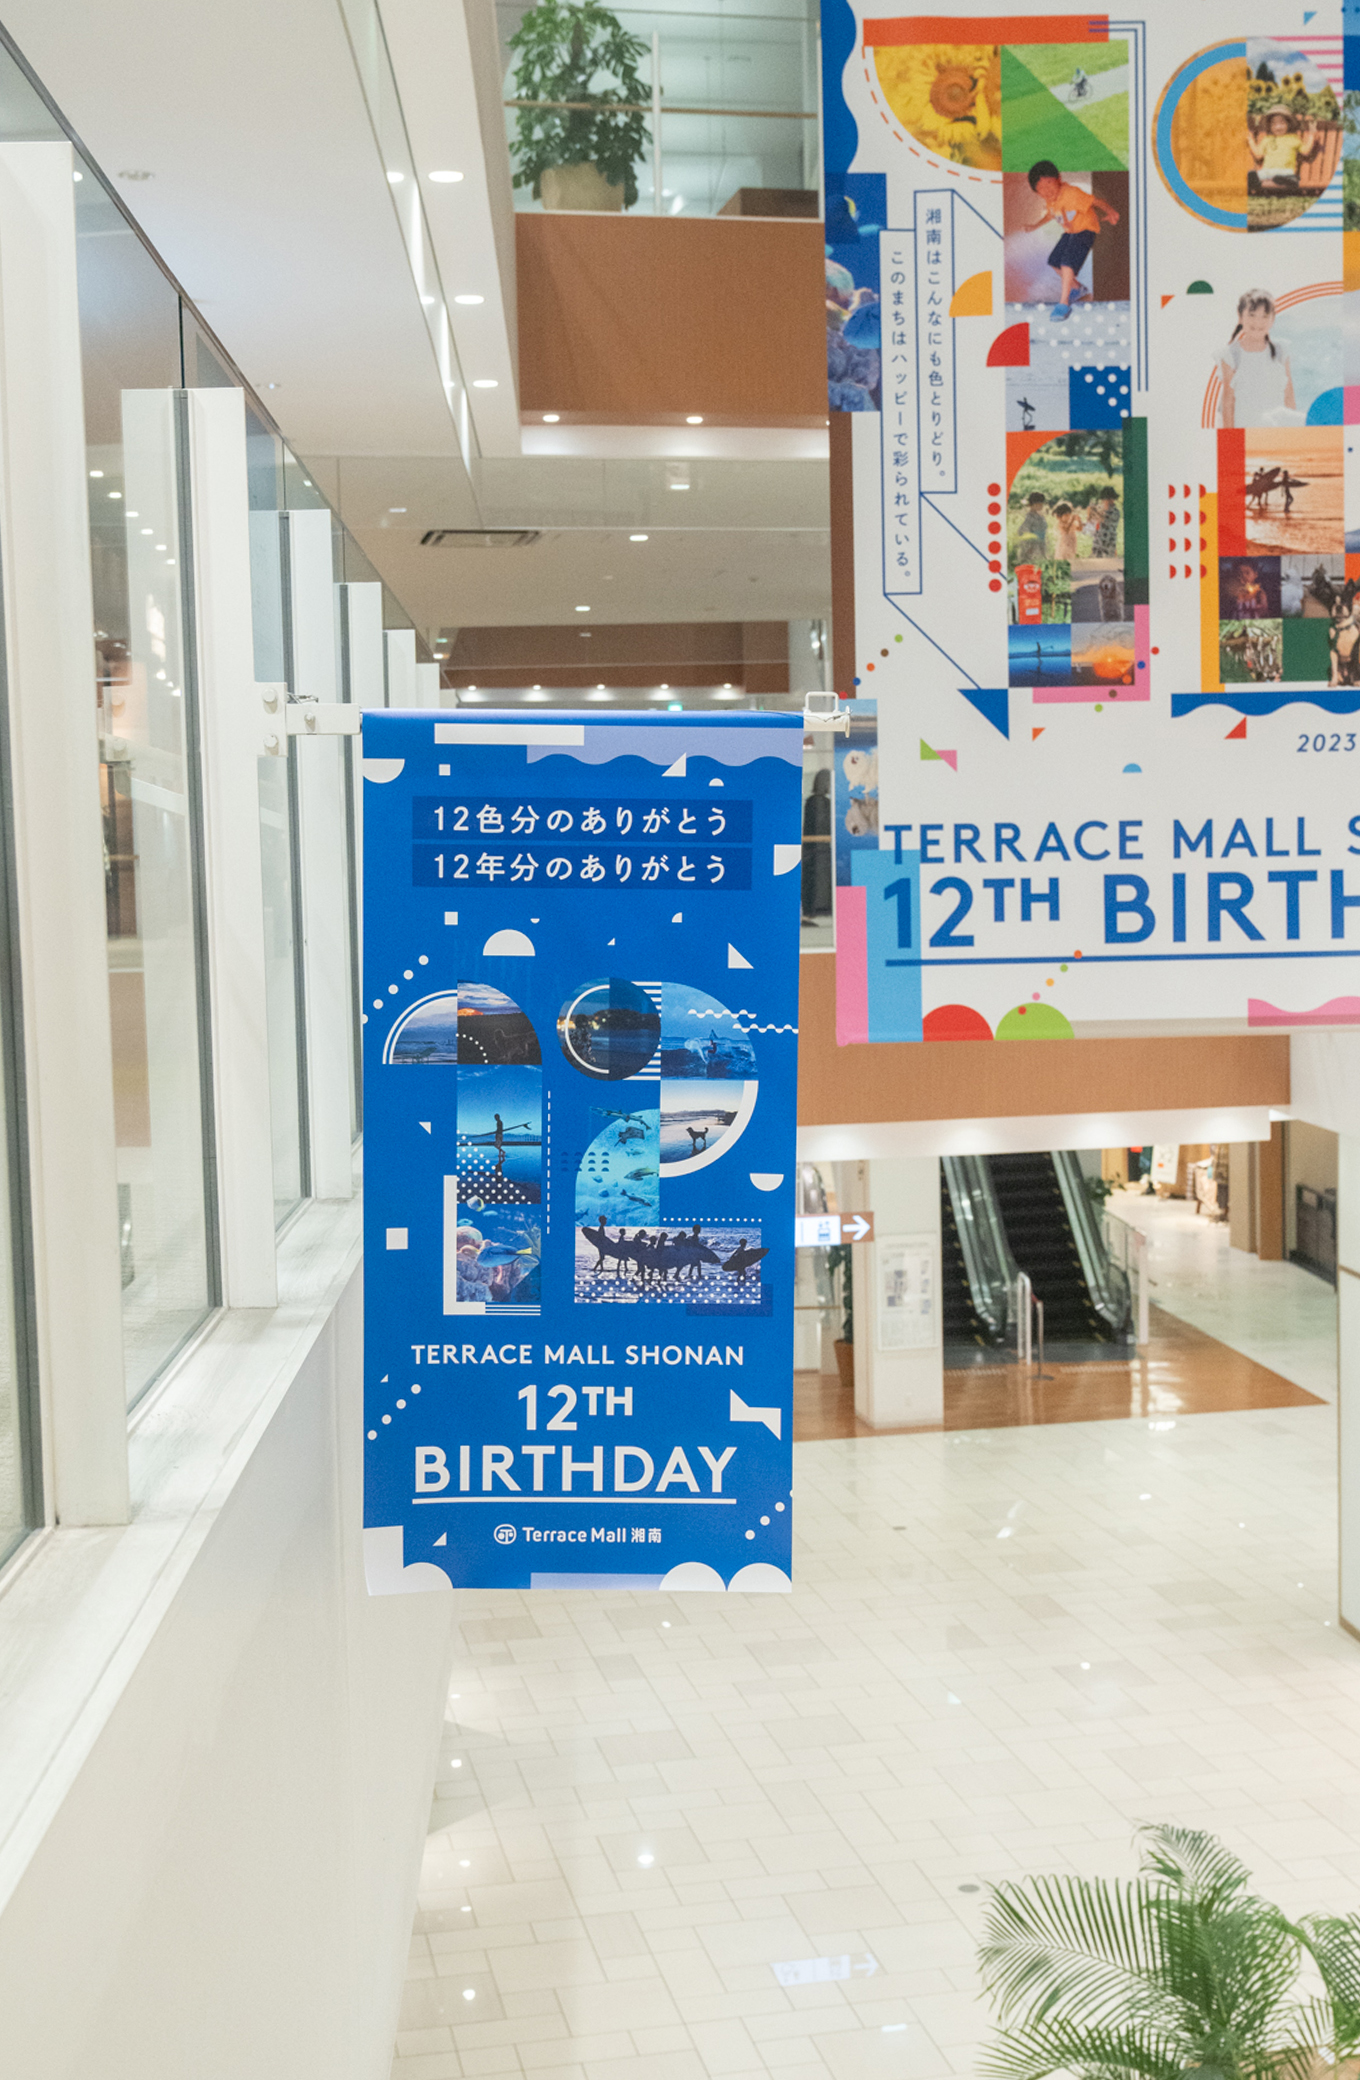 12色分のありがとう
12年分のありがとう
TERRACE MALL SHONAN
12TH
BIRTHDAY
Terrace Mall 湘南
湘南はこんなにも色とりどり。
このまちはハッピーで彩られている。
2023
TERRACE MALL S
12TH BIRTH